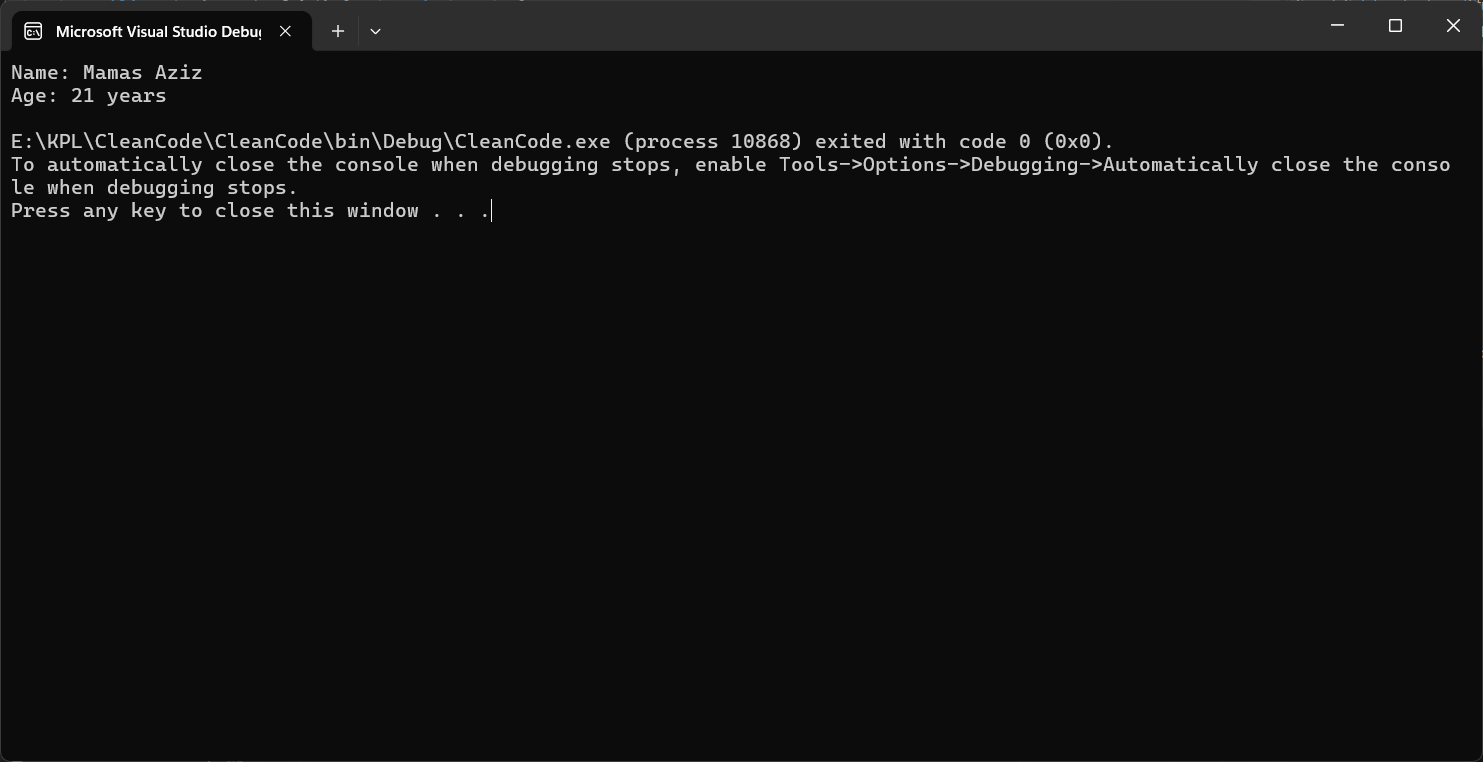 Microsoft Visual Studio Debu
Name: Mamas Aziz
Age: 21 years
E:\KPL\CleanCode\CleanCode\bin\Debug\CleanCode.exe (process 10868) exited with code 0 (0x0).
To automatically close the console when debugging stops, enable Tools->Options->Debugging->Automatically close the conso
le when debugging stops.
Press any key to close this window . . .